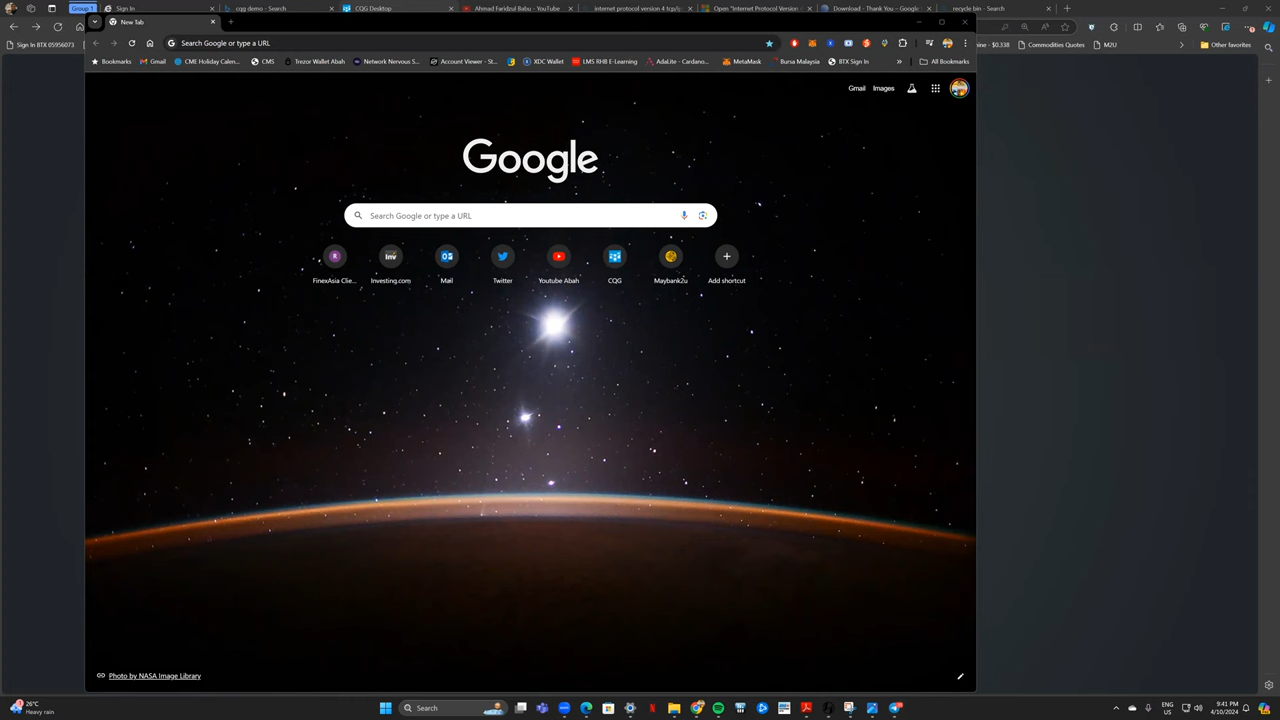 Group 1
Sign In
cqg demo - Search
CQG Desktop
Ahmad Faridzul Babu - YouTube
internet protocol version 4 tcp/ip
Open "Internet Protocol Version
Download - Thank You – Google
recycle bin - Search
New Tab
Search Google or type a URL
Sign In BTX 05956073
ine - $0.338
Commodities Quotes
M2U
Other favorites
Bookmarks
Gmail
CME Holiday Calen...
CMS
Trezor Wallet Abah
Network Nervous S...
Account Viewer - St...
XDC Wallet
LMS RHB E-Learning
AdaLite - Cardano...
MetaMask
Bursa Malaysia
BTX Sign In
All Bookmarks
Gmail
Images
Google
Search Google or type a URL
R
Inv
FinexAsia Clie...
Investing.com
Mail
Twitter
Youtube Abah
CQG
Maybank2u
Add shortcut
Photo by NASA Image Library
26°C
Heavy rain
Search
ENG
US
9:41 PM
4/10/2024